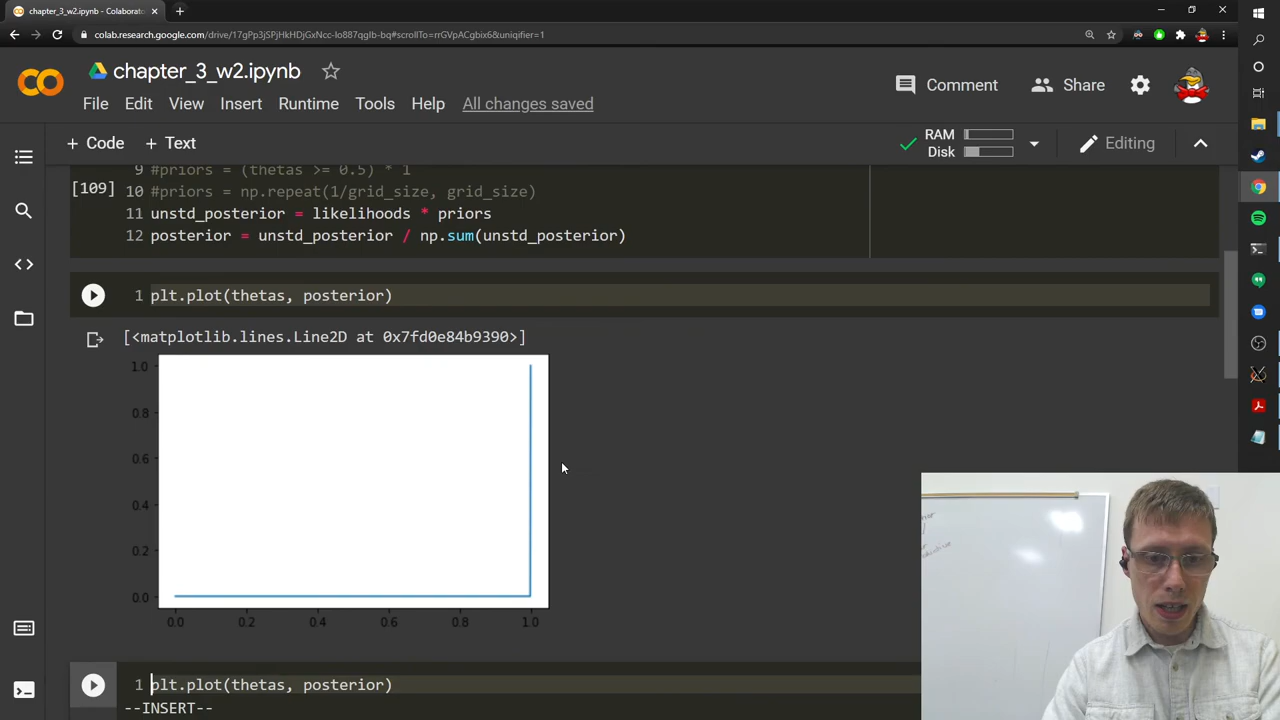 chapter_3_w2.ipynb - Colaborato
colab.research.google.com/drive/17gPp3jSPjHkHDjGxNcc-Io887qgIb-bq#scrollTo=rrGVpACgbix6&uniqifier=1
chapter_3_w2.ipynb
Comment
Share
File Edit View Insert Runtime Tools Help All changes saved
+ Code + Text
RAM
Disk
Editing
9 #priors = (thetas >= 0.5) * 1
[109] 10 #priors = np.repeat(1/grid_size, grid_size)
11 unstd_posterior = likelihoods * priors
12 posterior = unstd_posterior / np.sum(unstd_posterior)
1 plt.plot(thetas, posterior)
[<matplotlib.lines.Line2D at 0x7fd0e84b9390>]
1.0
0.8
0.6
0.4
0.2
0.0
0.0 0.2 0.4 0.6 0.8 1.0
1 plt.plot(thetas, posterior)
--INSERT--